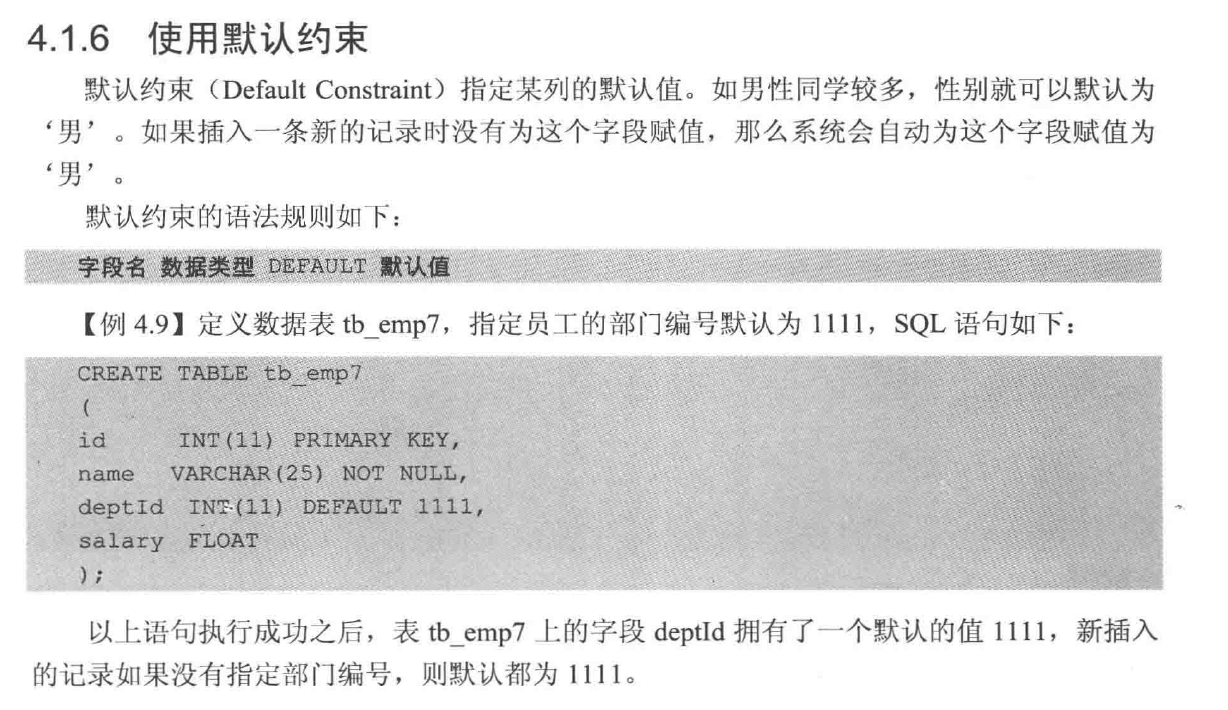 4.1.6 使用默认约束
默认约束（Default Constraint）指定某列的默认值。如男性同学较多，性别就可以默认为
‘男’。如果插入一条新的记录时没有为这个字段赋值，那么系统会自动为这个字段赋值为
‘男’。
默认约束的语法规则如下：
字段名 数据类型 DEFAULT 默认值
【例 4.9】定义数据表 tb_emp7，指定员工的部门编号默认为 1111，SQL 语句如下：
CREATE TABLE tb_emp7
(
id INT(11) PRIMARY KEY,
name VARCHAR(25) NOT NULL,
deptId INT(11) DEFAULT 1111,
salary FLOAT
);
以上语句执行成功之后，表 tb_emp7 上的字段 deptId 拥有了一个默认的值 1111，新插入
的记录如果没有指定部门编号，则默认都为 1111。